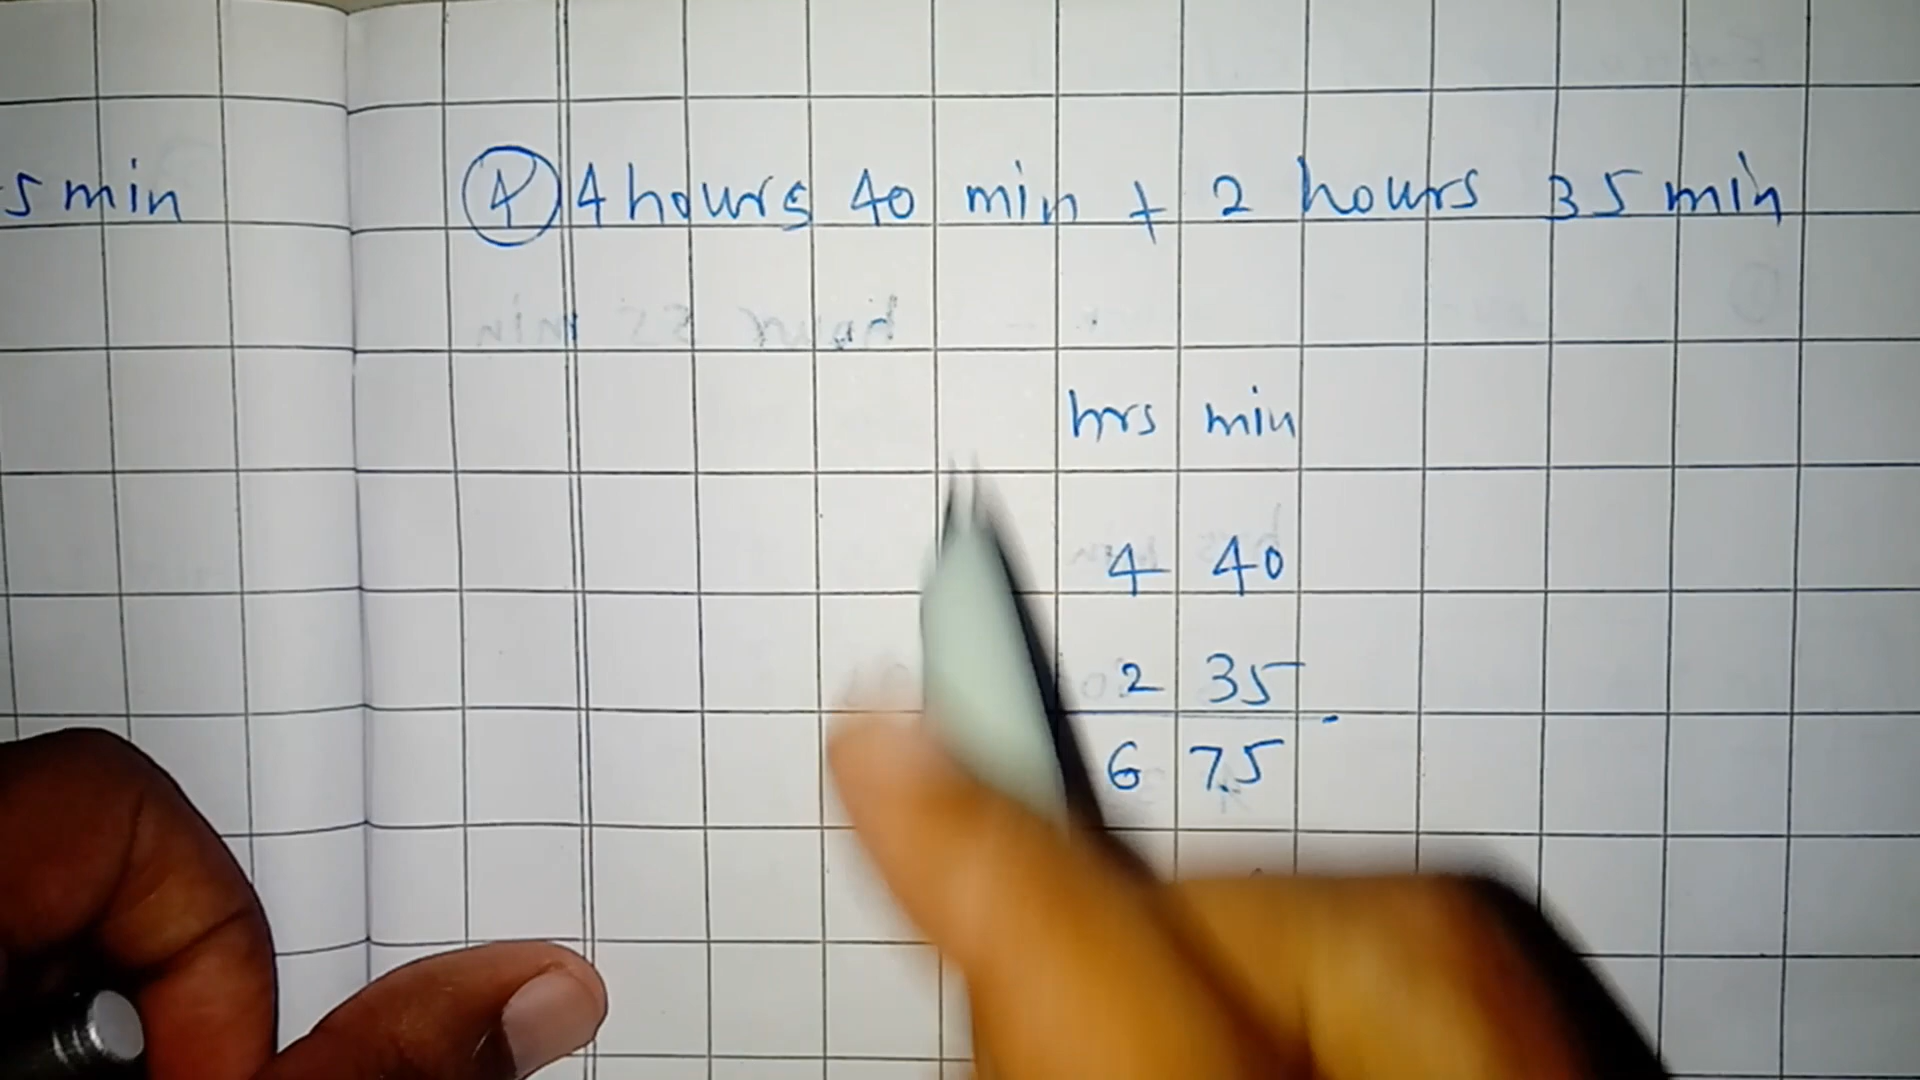 5 min
4 4 hours 40 min + 2 hours 35 min
hrs min
4 40
2 35
6 75